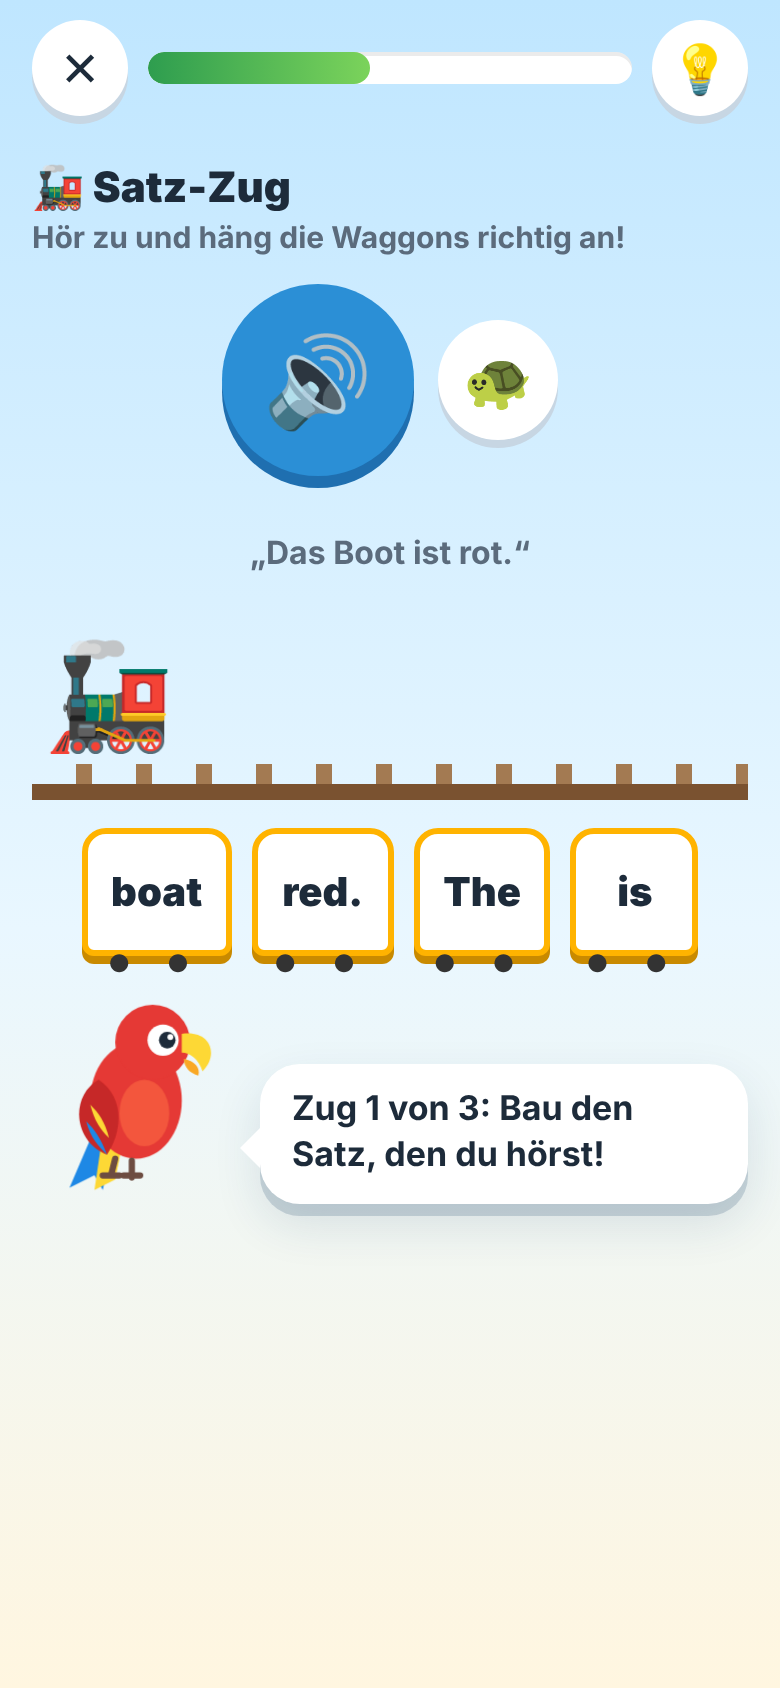 Satz-Zug
Hör zu und häng die Waggons richtig an!
„Das Boot ist rot.“
boat red. The is
Zug 1 von 3: Bau den
Satz, den du hörst!